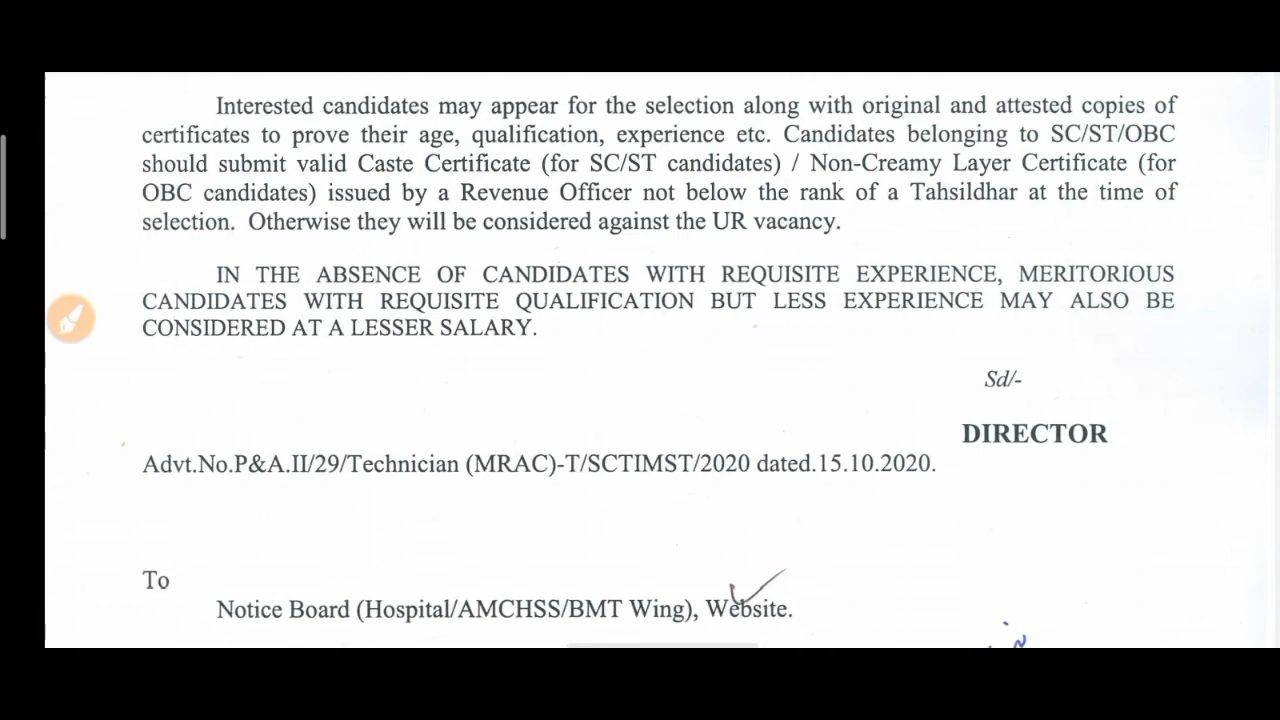 Interested candidates may appear for the selection along with original and attested copies of
certificates to prove their age, qualification, experience etc. Candidates belonging to SC/ST/OBC
should submit valid Caste Certificate (for SC/ST candidates) / Non-Creamy Layer Certificate (for
OBC candidates) issued by a Revenue Officer not below the rank of a Tahsildhar at the time of
selection. Otherwise they will be considered against the UR vacancy.
IN THE ABSENCE OF CANDIDATES WITH REQUISITE EXPERIENCE, MERITORIOUS
CANDIDATES WITH REQUISITE QUALIFICATION BUT LESS EXPERIENCE MAY ALSO BE
CONSIDERED AT A LESSER SALARY.
Sd/-
DIRECTOR
Advt.No.P&A.II/29/Technician (MRAC)-T/SCTIMST/2020 dated.15.10.2020.
To
Notice Board (Hospital/AMCHSS/BMT Wing), Website.